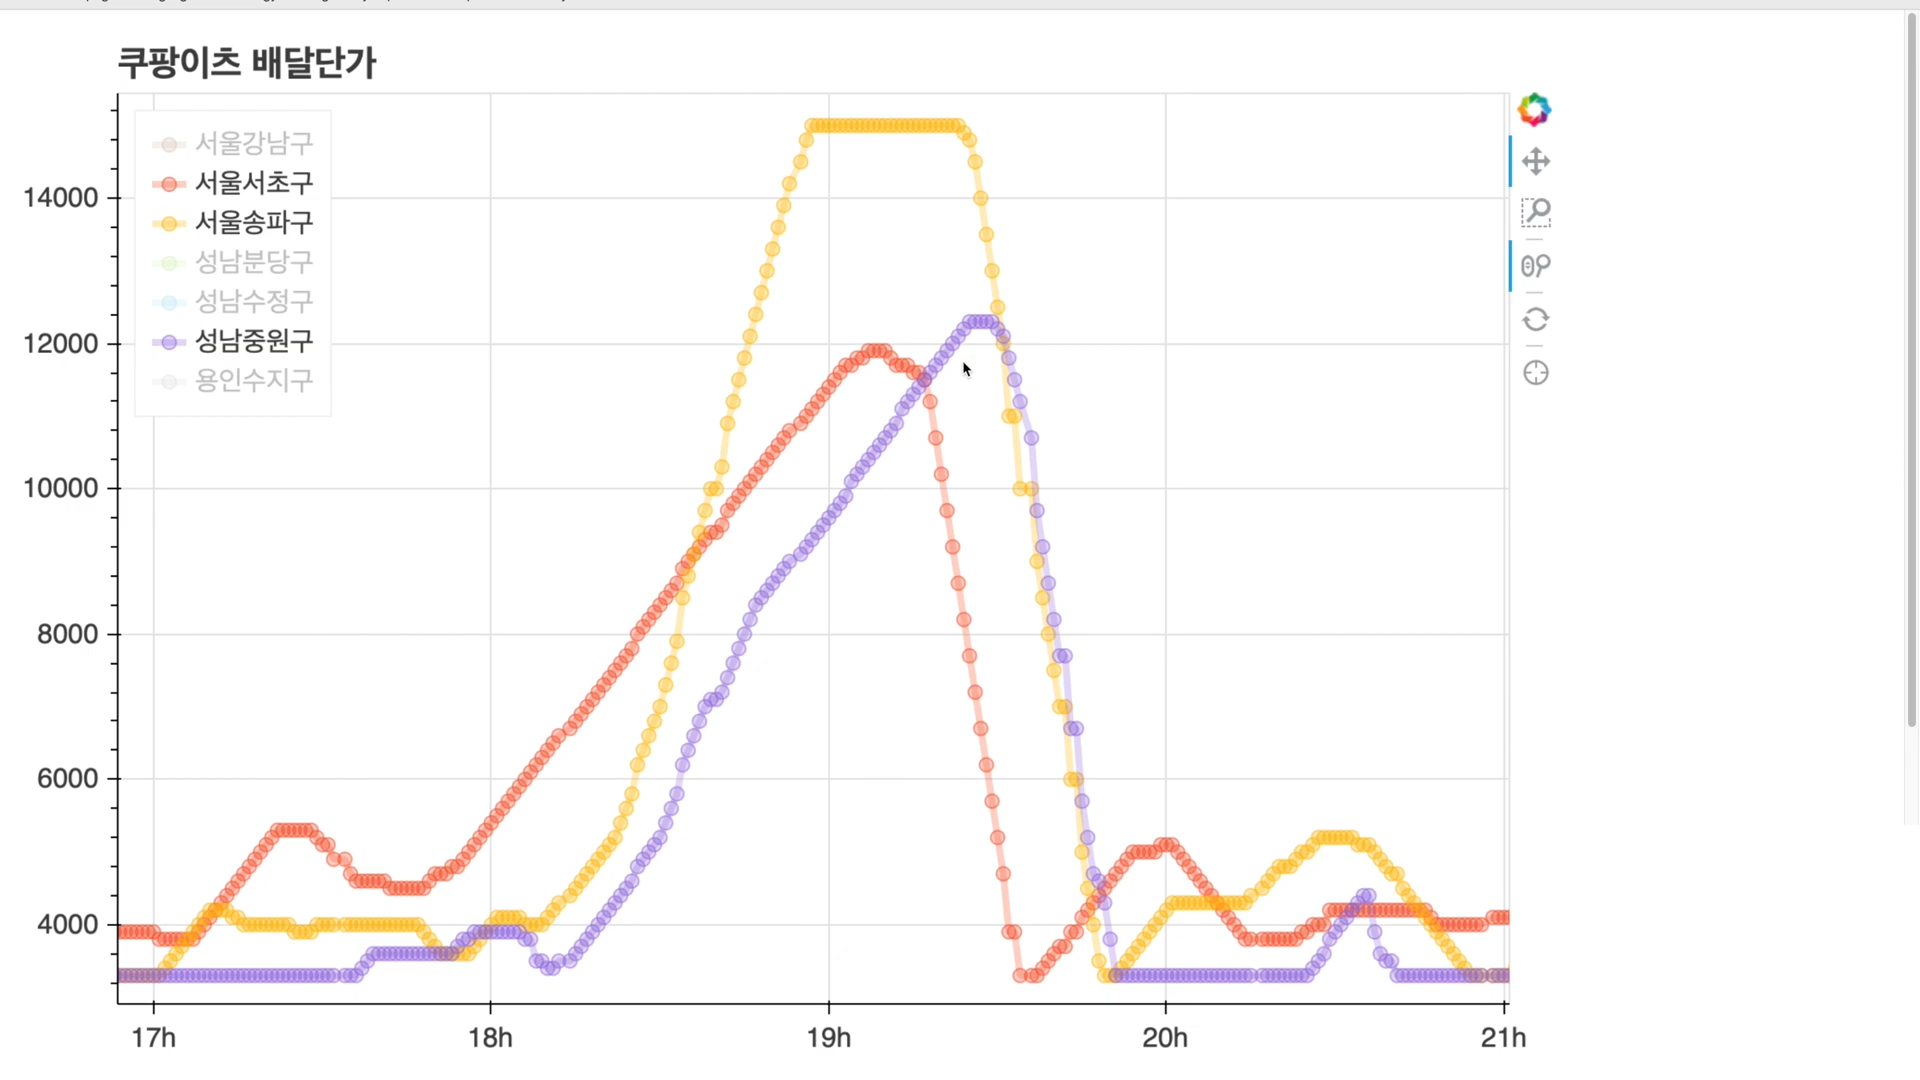 쿠팡이츠 배달단가
서울강남구
서울서초구
서울송파구
성남분당구
성남수정구
성남중원구
용인수지구
14000
12000
10000
8000
6000
4000
17h 18h 19h 20h 21h